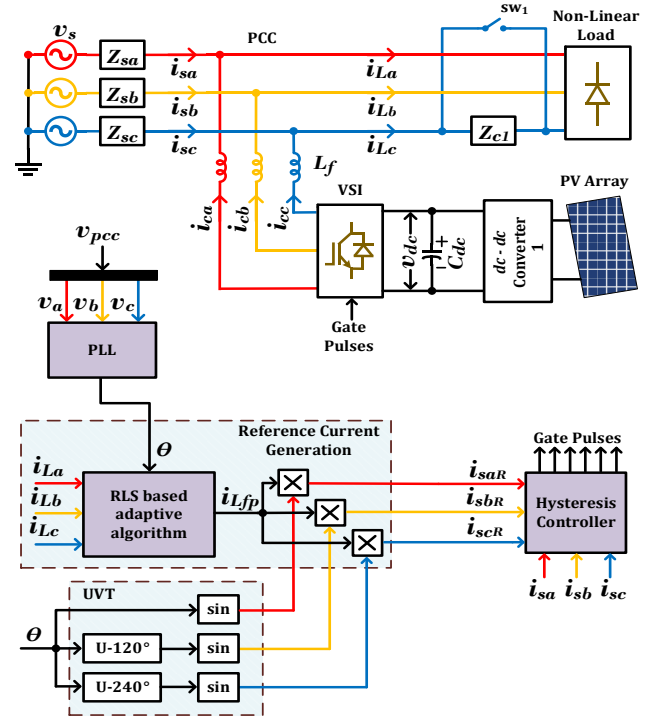 v_s
PCC
sw_1
Non-Linear
Load
Z_sa
i_sa
i_La
Z_sb
i_sb
i_Lb
Z_sc
i_sc
i_Lc
Z_c1
L_f
VSI
PV Array
i_ca
i_cb
i_cc
v_dc
+
−
C_dc
dc - dc
Converter
1
v_pcc
v_a
v_b
v_c
Gate
Pulses
PLL
θ
Reference Current
Generation
Gate Pulses
i_La
i_Lb
i_Lc
RLS based
adaptive
algorithm
i_Lfp
i_saR
i_sbR
i_scR
Hysteresis
Controller
i_sa
i_sb
i_sc
UVT
θ
sin
U-120°
sin
U-240°
sin